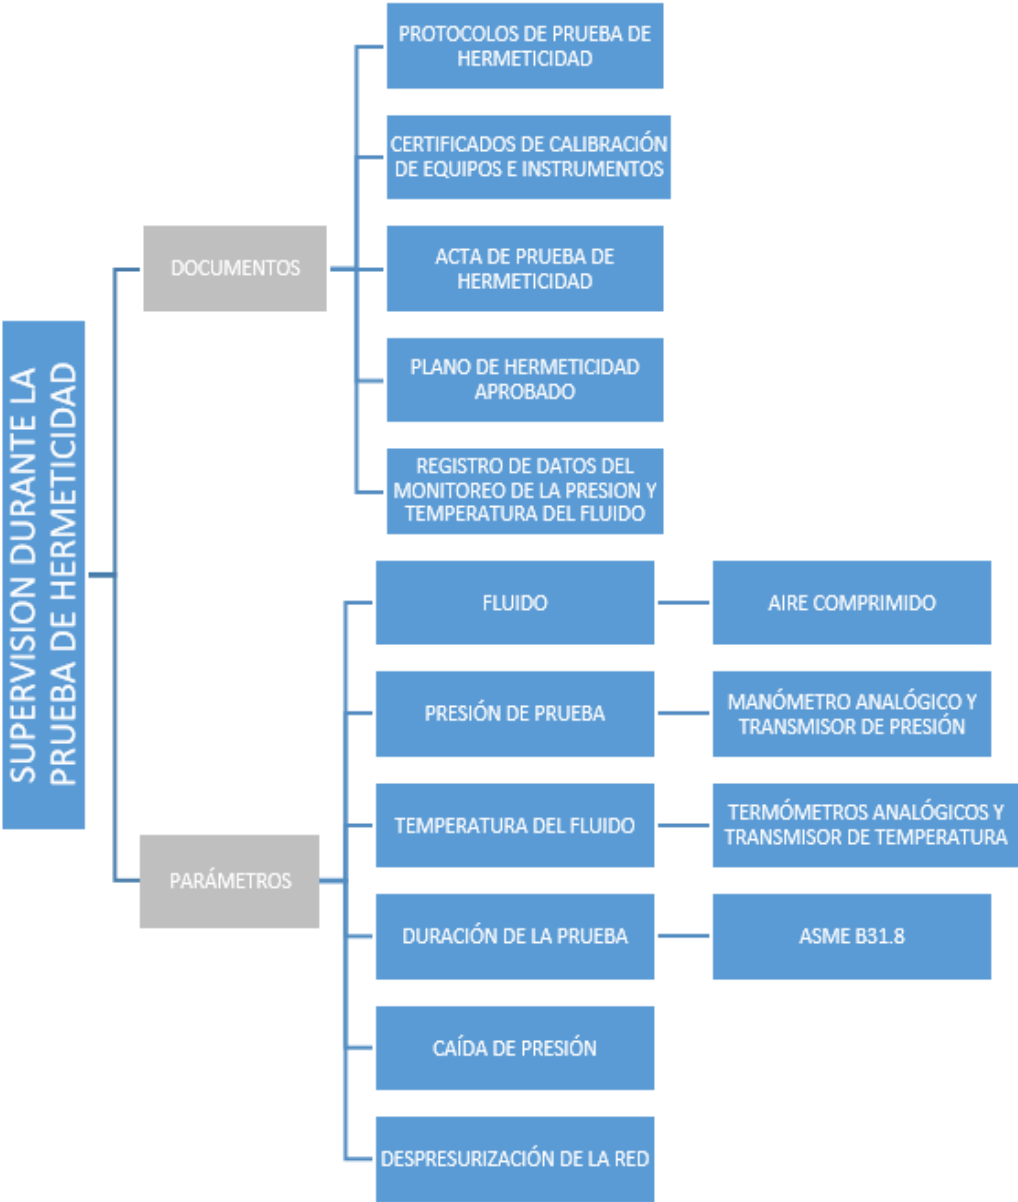 SUPERVISION DURANTE LA
PRUEBA DE HERMETICIDAD
DOCUMENTOS
PROTOCOLOS DE PRUEBA DE
HERMETICIDAD
CERTIFICADOS DE CALIBRACIÓN
DE EQUIPOS E INSTRUMENTOS
ACTA DE PRUEBA DE
HERMETICIDAD
PLANO DE HERMETICIDAD
APROBADO
REGISTRO DE DATOS DEL
MONITOREO DE LA PRESION Y
TEMPERATURA DEL FLUIDO
PARÁMETROS
FLUIDO
AIRE COMPRIMIDO
PRESIÓN DE PRUEBA
MANÓMETRO ANALÓGICO Y
TRANSMISOR DE PRESIÓN
TEMPERATURA DEL FLUIDO
TERMÓMETROS ANALÓGICOS Y
TRANSMISOR DE TEMPERATURA
DURACIÓN DE LA PRUEBA
ASME B31.8
CAÍDA DE PRESIÓN
DESPRESURIZACIÓN DE LA RED